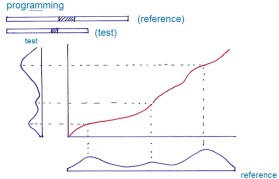 programming
(reference)
(test)
test
reference